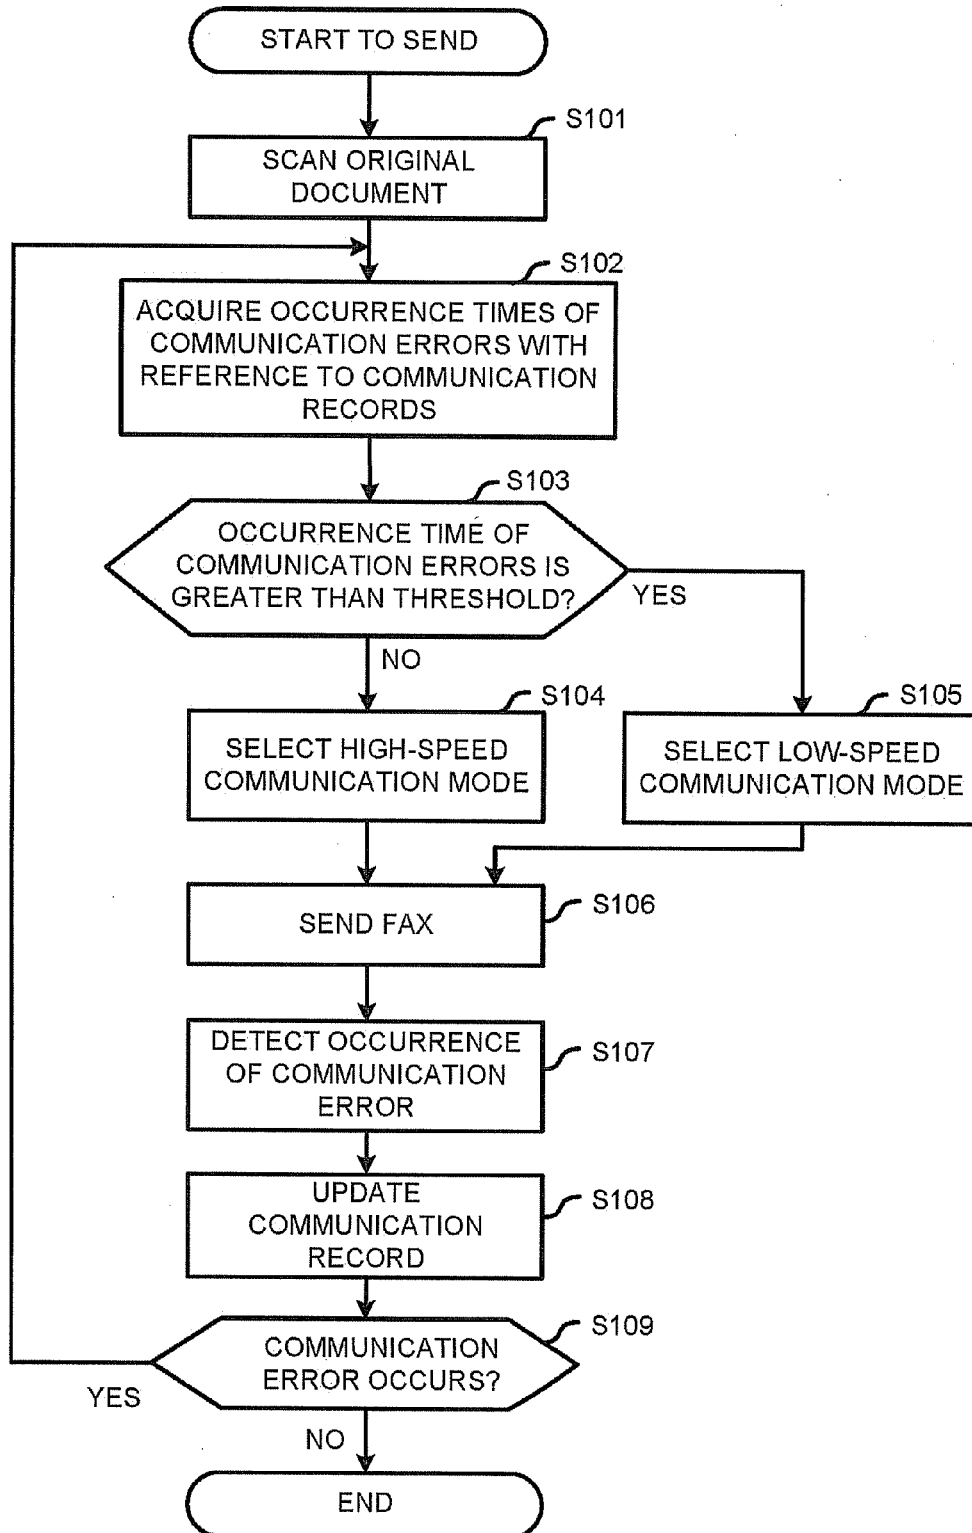 START TO SEND
S101
SCAN ORIGINAL
DOCUMENT
S102
ACQUIRE OCCURRENCE TIMES OF
COMMUNICATION ERRORS WITH
REFERENCE TO COMMUNICATION
RECORDS
S103
OCCURRENCE TIME OF
COMMUNICATION ERRORS IS
GREATER THAN THRESHOLD?
YES
NO
S104
SELECT HIGH-SPEED
COMMUNICATION MODE
S105
SELECT LOW-SPEED
COMMUNICATION MODE
S106
SEND FAX
S107
DETECT OCCURRENCE
OF COMMUNICATION
ERROR
S108
UPDATE
COMMUNICATION
RECORD
S109
COMMUNICATION
ERROR OCCURS?
YES
NO
END